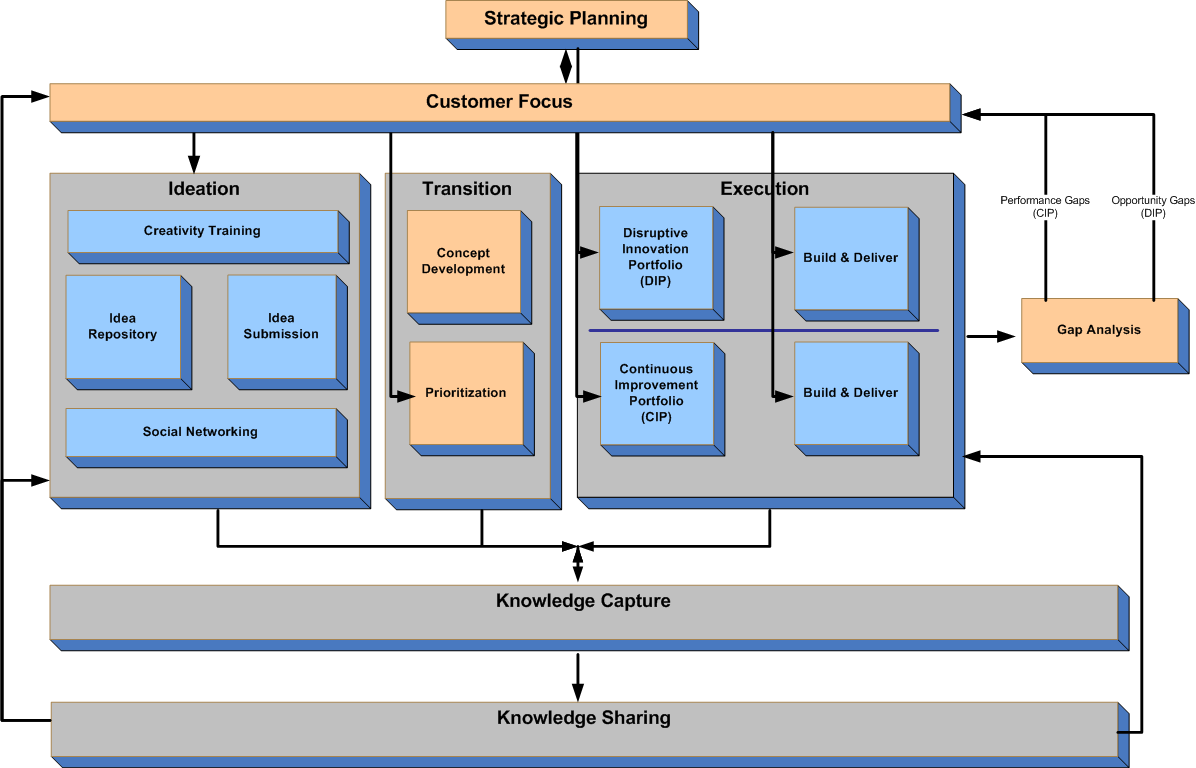 Strategic Planning
Customer Focus
Ideation
Creativity Training
Idea
Repository
Idea
Submission
Social Networking
Transition
Concept
Development
Prioritization
Execution
Disruptive
Innovation
Portfolio
(DIP)
Build & Deliver
Continuous
Improvement
Portfolio
(CIP)
Build & Deliver
Performance Gaps
(CIP)
Opportunity Gaps
(DIP)
Gap Analysis
Knowledge Capture
Knowledge Sharing